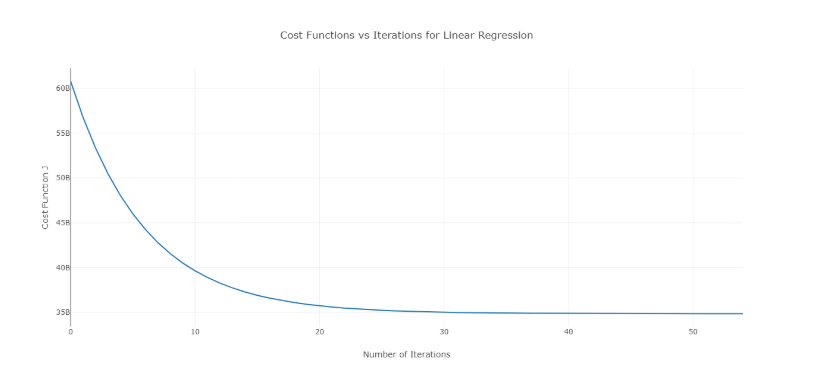 Cost Functions vs Iterations for Linear Regression
60B
55B
50B
45B
40B
35B
Cost Function J
0 10 20 30 40 50
Number of Iterations